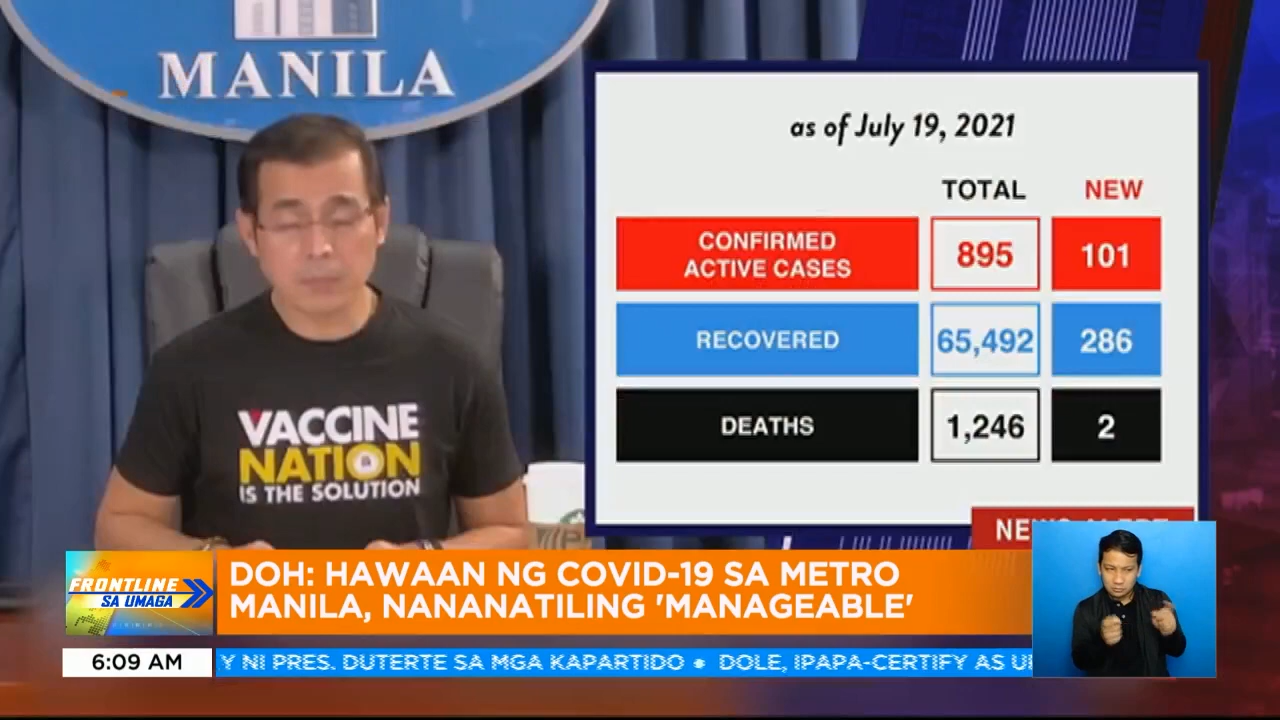 MANILA
as of July 19, 2021
TOTAL NEW
CONFIRMED
ACTIVE CASES
895 101
RECOVERED 65,492 286
DEATHS 1,246 2
VACCINE
NATION
IS THE SOLUTION
FRONTLINE
SA UMAGA
DOH: HAWAAN NG COVID-19 SA METRO
MANILA, NANANATILING 'MANAGEABLE'
6:09 AM
Y NI PRES. DUTERTE SA MGA KAPARTIDO DOLE, IPAPA-CERTIFY AS